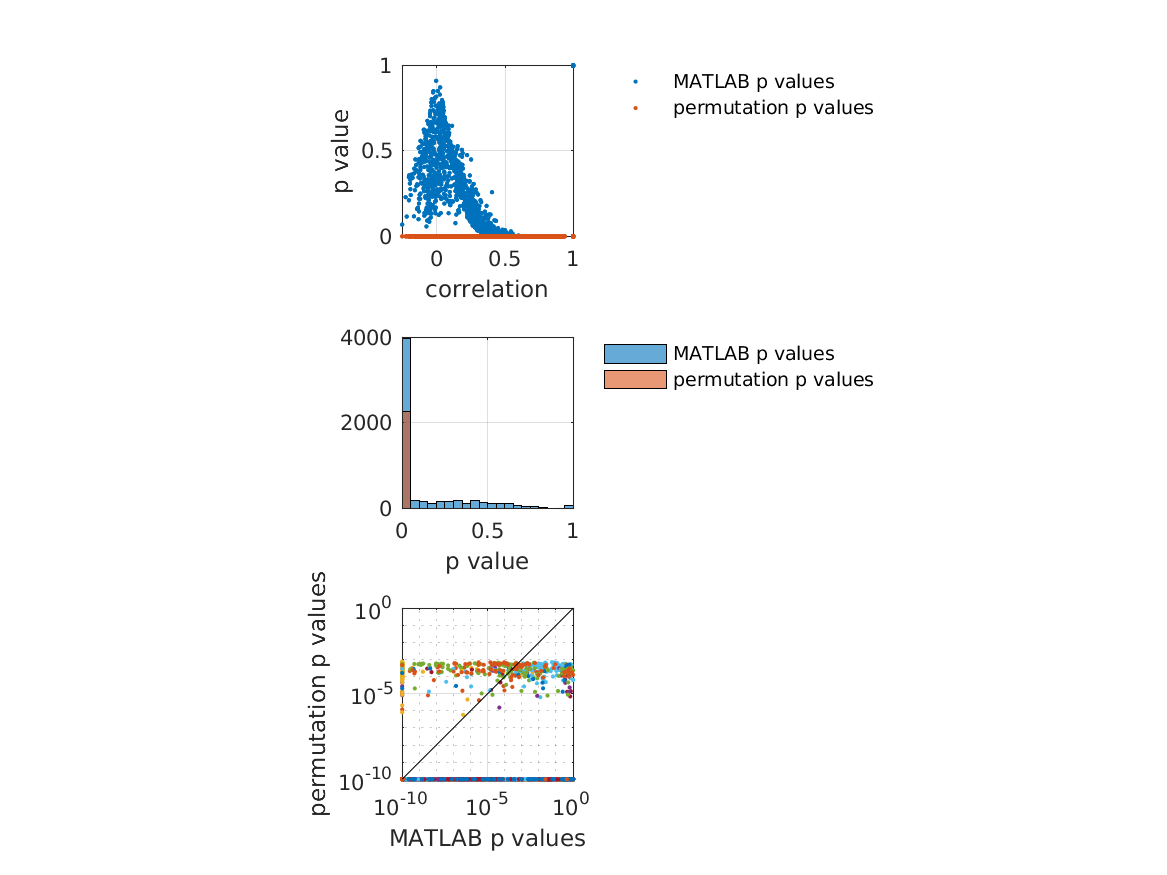 1
0.5
0
p value
0
0.5
1
correlation
MATLAB p values
permutation p values
4000
2000
0
0
0.5
1
p value
MATLAB p values
permutation p values
10^0
10^-5
10^-10
permutation p values
10^-10
10^-5
10^0
MATLAB p values